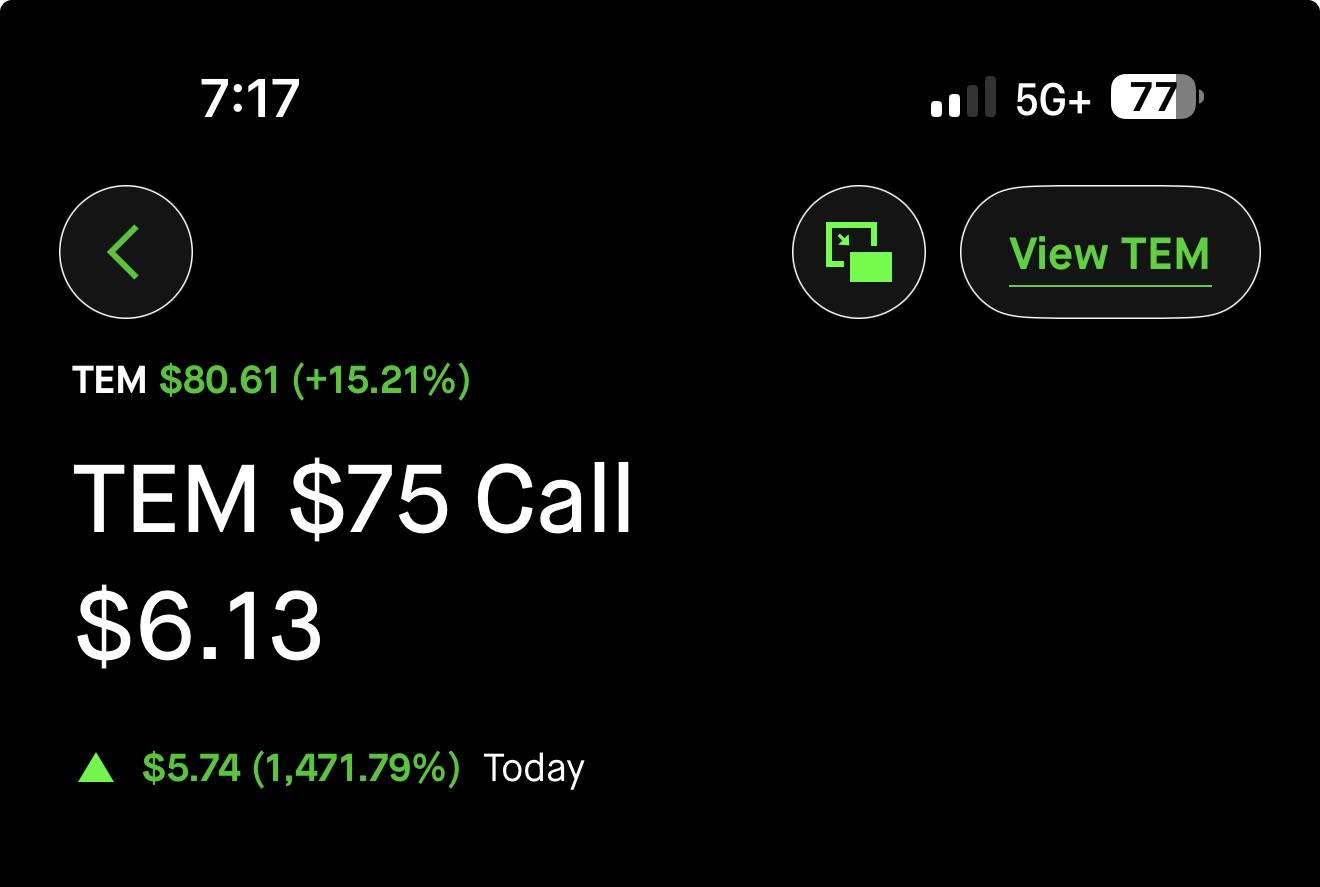 7:17 5G+ 77
View TEM
TEM $80.61 (+15.21%)
TEM $75 Call
$6.13
▲ $5.74 (1,471.79%) Today